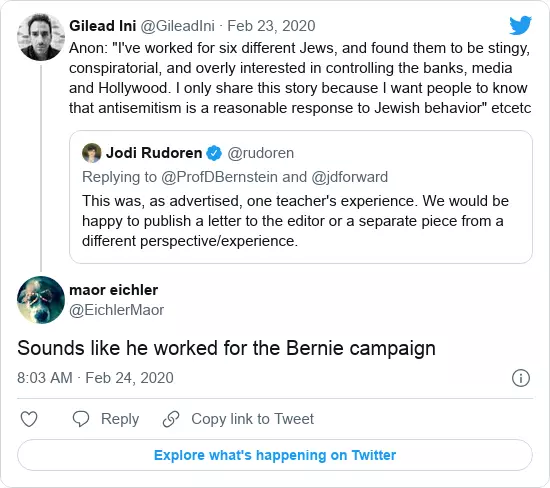 Gilead Ini @GileadIni · Feb 23, 2020
Anon: "I've worked for six different Jews, and found them to be stingy,
conspiratorial, and overly interested in controlling the banks, media
and Hollywood. I only share this story because I want people to know
that antisemitism is a reasonable response to Jewish behavior" etcetc
Jodi Rudoren @rudoren
Replying to @ProfDBernstein and @jdforward
This was, as advertised, one teacher's experience. We would be
happy to publish a letter to the editor or a separate piece from a
different perspective/experience.
maor eichler
@EichlerMaor
Sounds like he worked for the Bernie campaign
8:03 AM · Feb 24, 2020
Reply Copy link to Tweet
Explore what's happening on Twitter